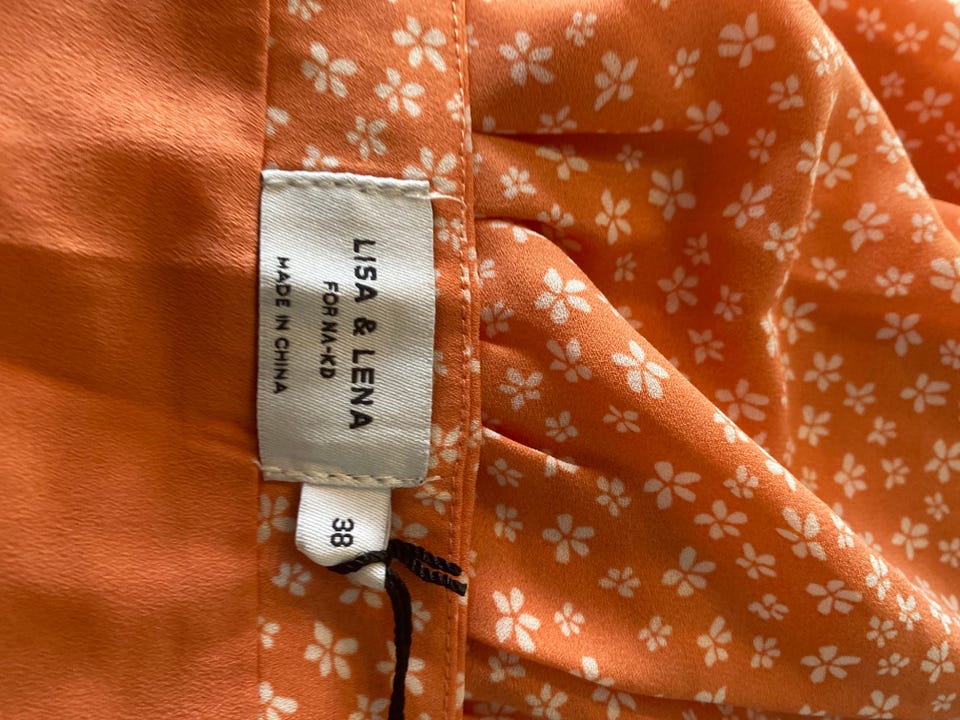 LISA & LENA
FOR NA-KD
MADE IN CHINA
38